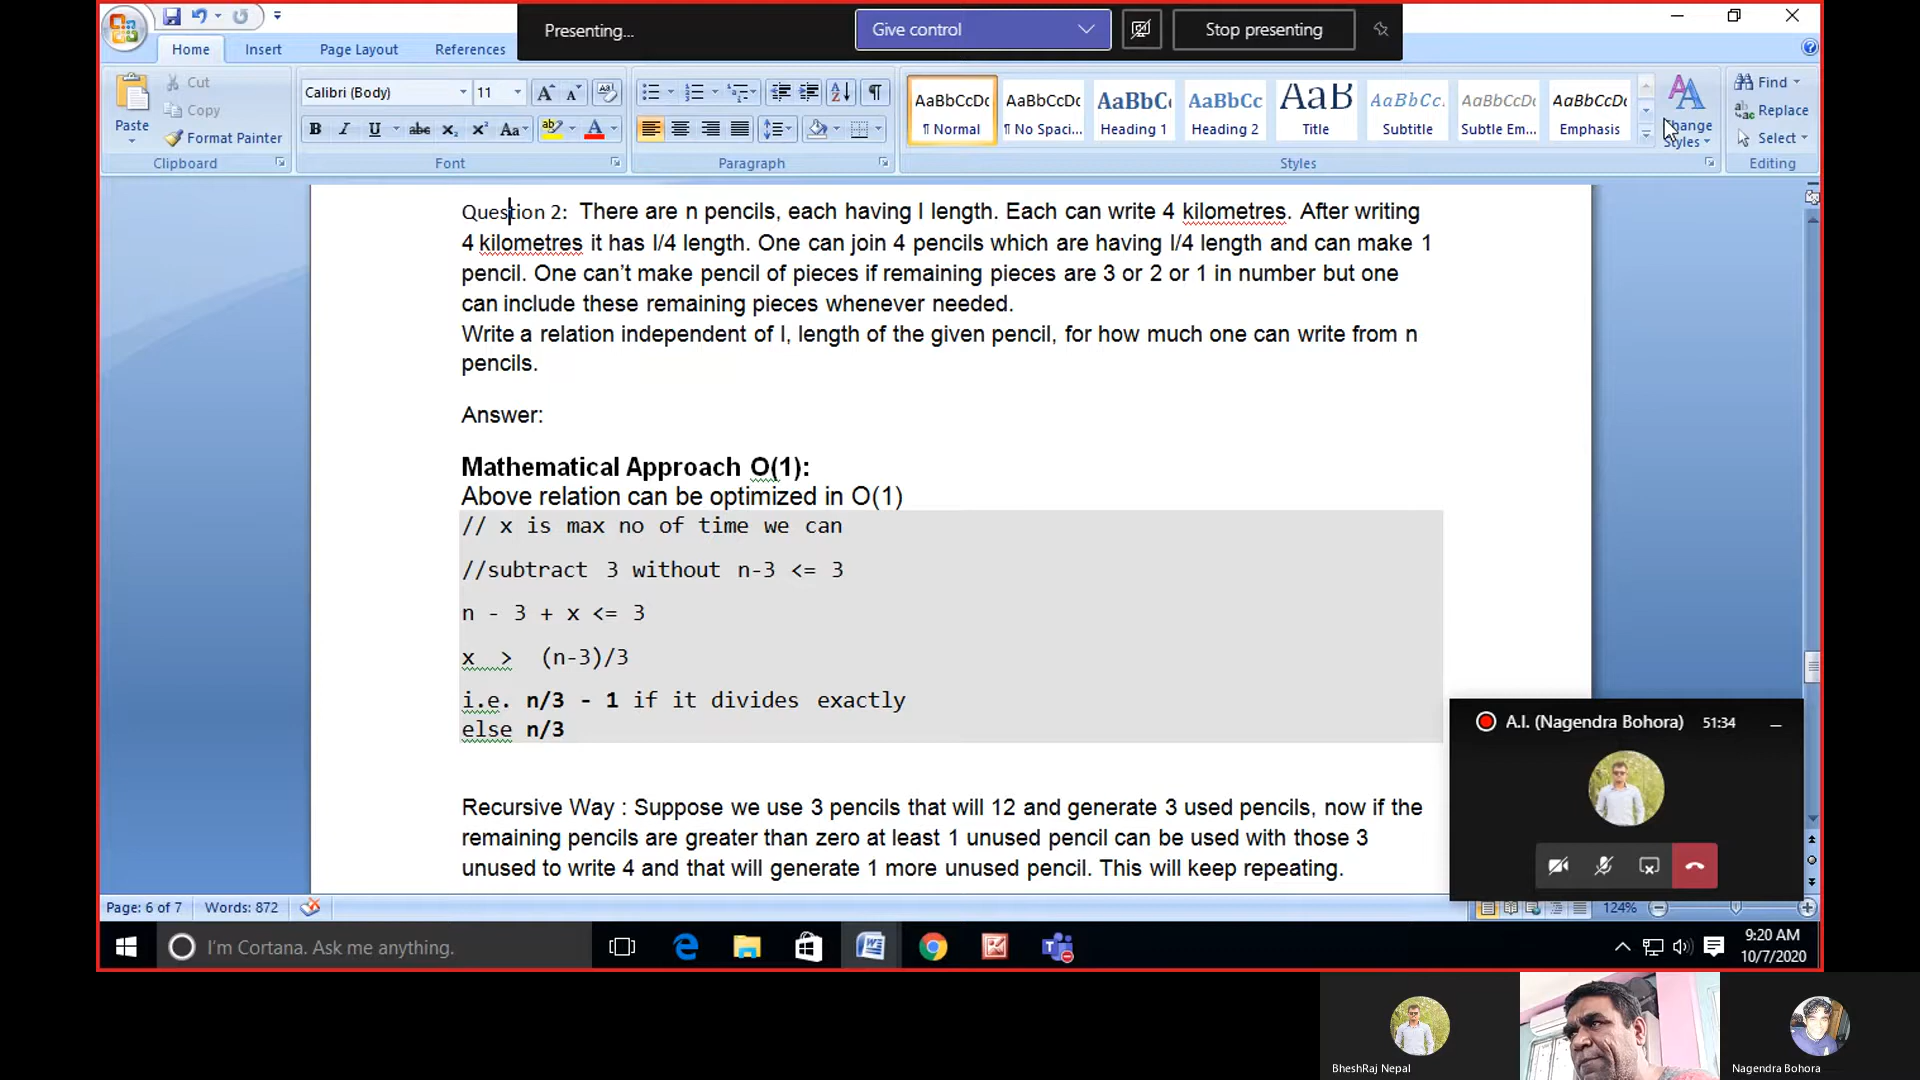 Presenting...
Give control
Stop presenting
Home
Insert
Page Layout
References
Cut
Copy
Paste
Format Painter
Clipboard
Calibri (Body)
11
Font
Paragraph
AaBbCcDc
¶ Normal
AaBbCcDc
¶ No Spaci...
AaBbC
Heading 1
AaBbCc
Heading 2
AaB
Title
AaBbCc.
Subtitle
AaBbCcDc
Subtle Em...
AaBbCcDc
Emphasis
Styles
Find
Replace
Select
Editing
Question 2: There are n pencils, each having l length. Each can write 4 kilometres. After writing
4 kilometres it has l/4 length. One can join 4 pencils which are having l/4 length and can make 1
pencil. One can’t make pencil of pieces if remaining pieces are 3 or 2 or 1 in number but one
can include these remaining pieces whenever needed.
Write a relation independent of l, length of the given pencil, for how much one can write from n
pencils.
Answer:
Mathematical Approach O(1):
Above relation can be optimized in O(1)
// x is max no of time we can
//subtract 3 without n-3 <= 3
n - 3 + x <= 3
x > (n-3)/3
i.e. n/3 - 1 if it divides exactly
else n/3
Recursive Way : Suppose we use 3 pencils that will 12 and generate 3 used pencils, now if the
remaining pencils are greater than zero at least 1 unused pencil can be used with those 3
unused to write 4 and that will generate 1 more unused pencil. This will keep repeating.
A.I. (Nagendra Bohora)
51:34
Page: 6 of 7
Words: 872
124%
I'm Cortana. Ask me anything.
9:20 AM
10/7/2020
BheshRaj Nepal
Nagendra Bohora